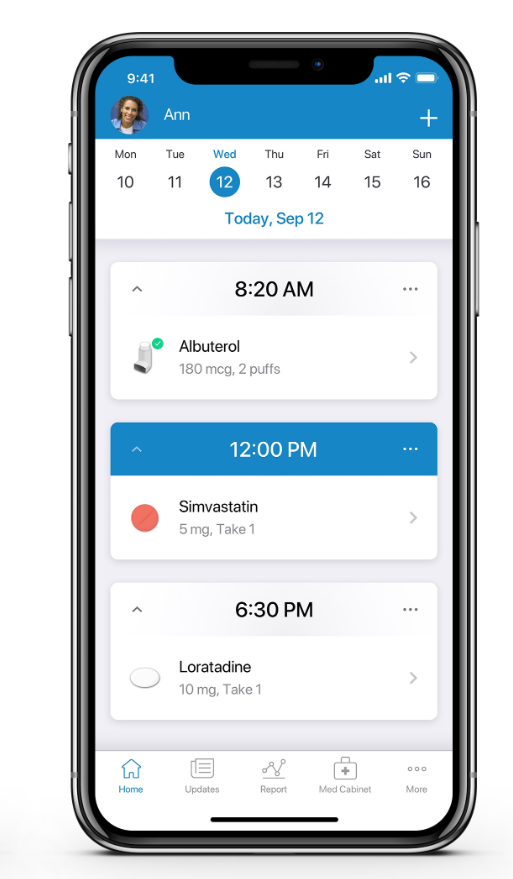 9:41
Ann
Mon Tue Wed Thu Fri Sat Sun
10 11 12 13 14 15 16
Today, Sep 12
8:20 AM
Albuterol
180 mcg, 2 puffs
12:00 PM
Simvastatin
5 mg, Take 1
6:30 PM
Loratadine
10 mg, Take 1
Home Updates Report Med Cabinet More